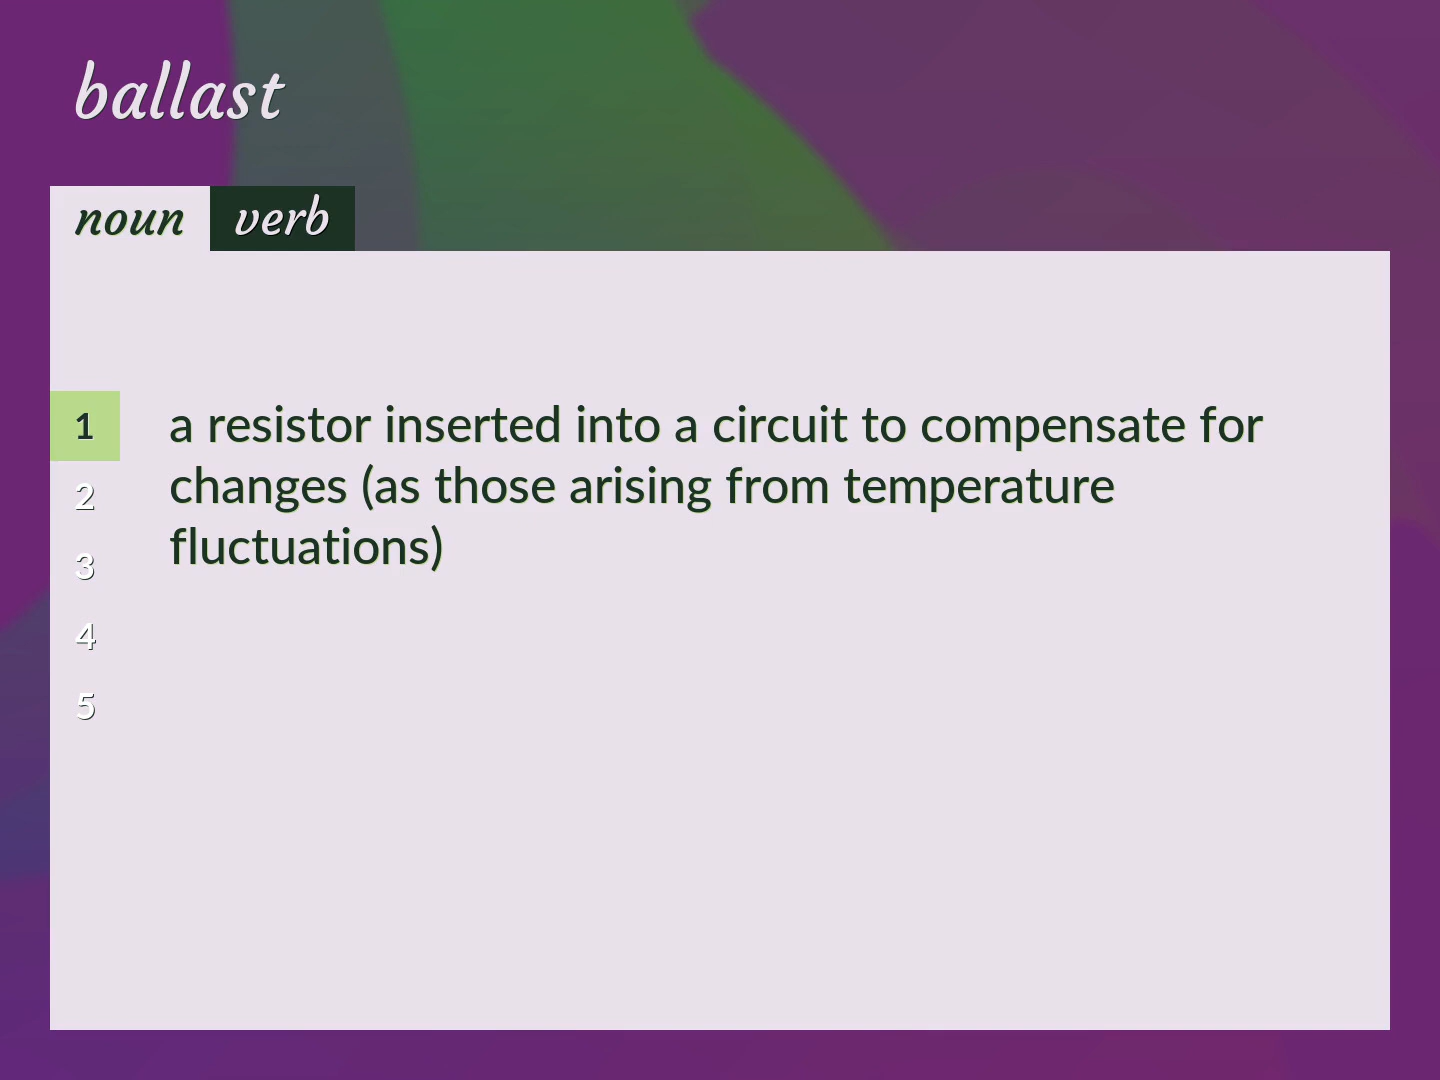 ballast
noun verb
1 a resistor inserted into a circuit to compensate for
changes (as those arising from temperature
fluctuations)
2
3
4
5